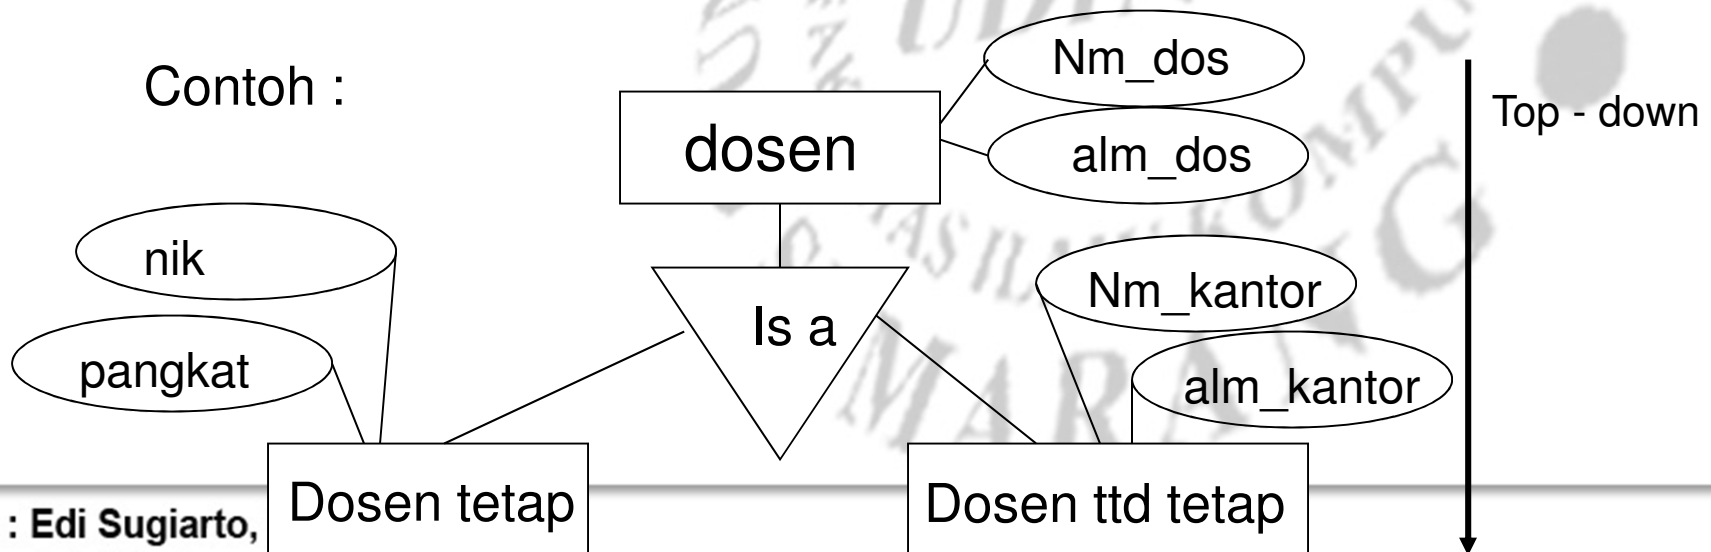 Contoh :
Nm_dos
Top - down
dosen
alm_dos
nik
Nm_kantor
Is a
pangkat
alm_kantor
Dosen tetap
Dosen ttd tetap
: Edi Sugiarto,